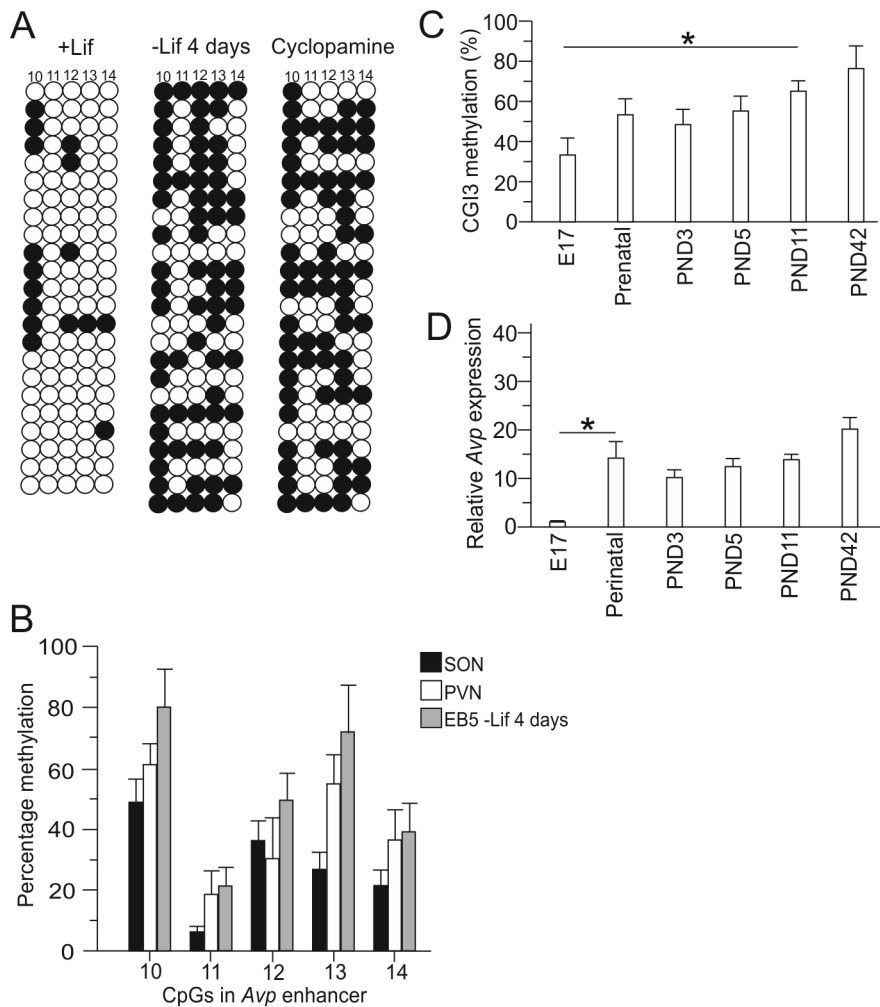 A
+Lif
-Lif 4 days
Cyclopamine
10 11 12 13 14
10 11 12 13 14
10 11 12 13 14
C
CGI3 methylation (%)
100
80
60
40
20
0
*
E17
Prenatal
PND3
PND5
PND11
PND42
D
Relative Avp expression
40
30
20
10
0
*
E17
Perinatal
PND3
PND5
PND11
PND42
B
Percentage methylation
100
80
60
40
20
0
SON
PVN
EB5 -Lif 4 days
10 11 12 13 14
CpGs in Avp enhancer